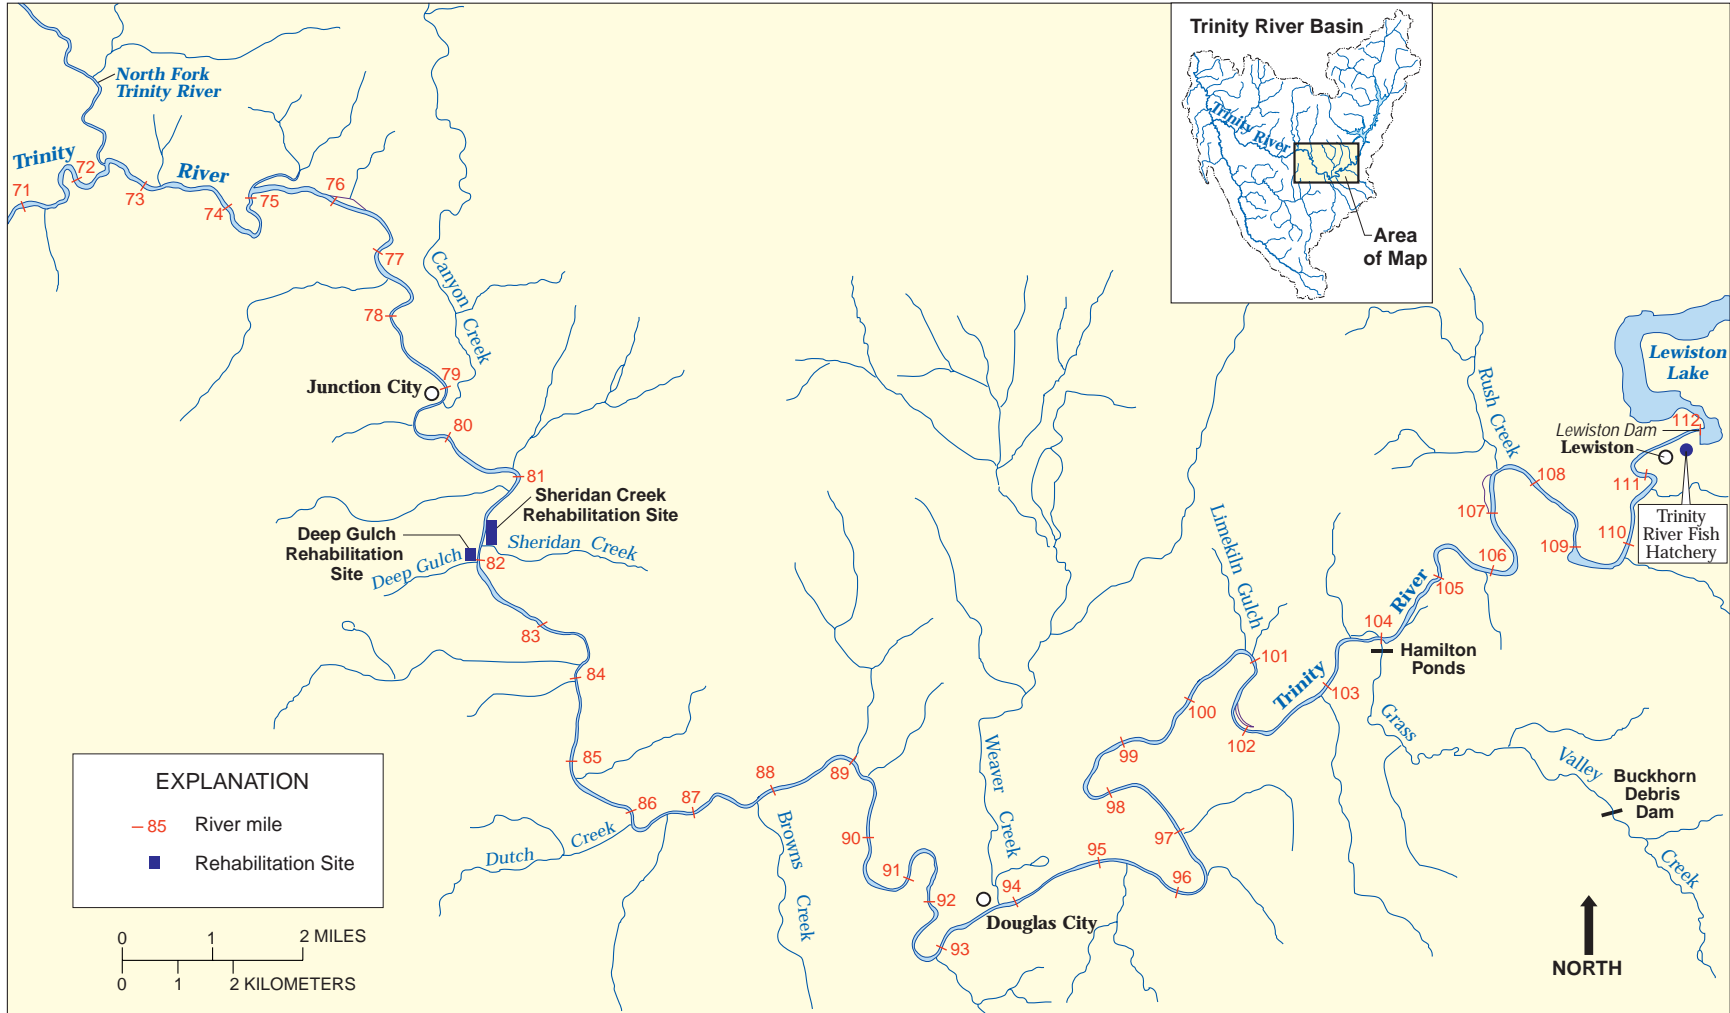 Trinity River Basin
Trinity River
Area
of Map
North Fork
Trinity River
Trinity
River
71
72
73
74
75
76
77
78
79
80
81
82
83
84
85
86
87
88
89
90
91
92
93
94
95
96
97
98
99
100
101
102
103
104
105
106
107
108
109
110
111
112
Canyon Creek
Junction City
Sheridan Creek
Rehabilitation Site
Deep Gulch
Rehabilitation
Site
Deep Gulch
Sheridan Creek
Dutch Creek
Browns Creek
Weaver Creek
Douglas City
Limekiln Gulch
Trinity River
Hamilton
Ponds
Grass Valley Creek
Buckhorn
Debris
Dam
Rush Creek
Lewiston
Lake
Lewiston Dam
Lewiston
Trinity
River Fish
Hatchery
EXPLANATION
85 River mile
Rehabilitation Site
0 1 2 MILES
0 1 2 KILOMETERS
NORTH